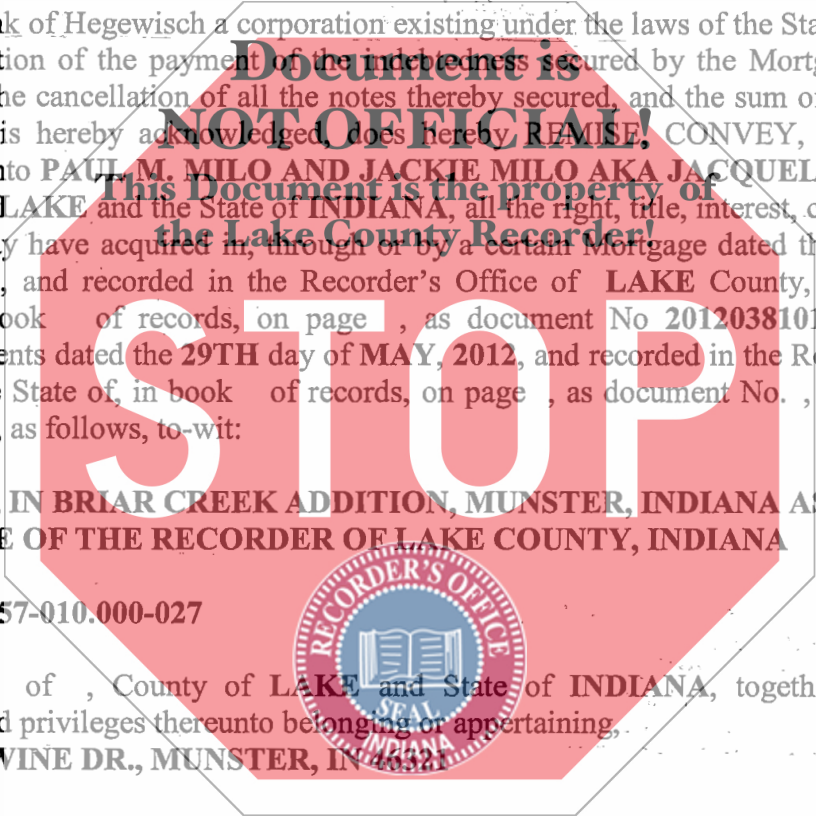 k of Hegewisch a corporation existing under the laws of the Sta
tion of the payment of the indebtedness secured by the Mortg
he cancellation of all the notes thereby secured, and the sum o
is hereby acknowledged, does hereby REMISE, CONVEY,
nto PAUL M. MILO AND JACKIE MILO AKA JACQUEL
LAKE and the State of INDIANA, all the right, title, interest, c
y have acquired in, through or by a certain Mortgage dated th
, and recorded in the Recorder's Office of LAKE County,
ook of records, on page , as document No 2012038101
ents dated the 29TH day of MAY, 2012, and recorded in the Re
State of, in book of records, on page , as document No. ,
, as follows, to-wit:
IN BRIAR CREEK ADDITION, MUNSTER, INDIANA AS
E OF THE RECORDER OF LAKE COUNTY, INDIANA
57-010.000-027
of , County of LAKE and State of INDIANA, togeth
d privileges thereunto belonging or appertaining,
VINE DR., MUNSTER, IN 46321
Document is
NOT OFFICIAL!
This Document is the property of
the Lake County Recorder!
STOP
RECORDER'S OFFICE
SEAL
INDIANA